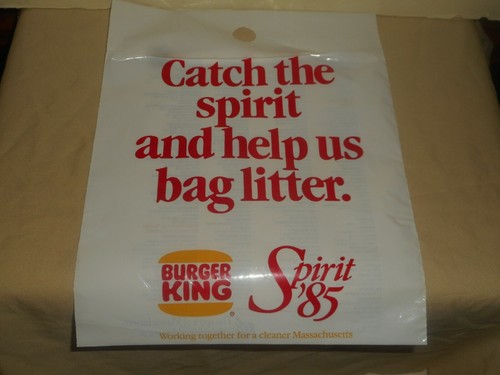 Catch the
spirit
and help us
bag litter.
BURGER
KING
®
Spirit
'85
Working together for a cleaner Massachusetts